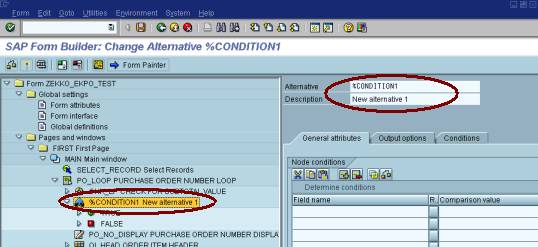 Form Edit Goto Utilities Environment System Help
SAP Form Builder: Change Alternative %CONDITION1
Form Painter
Form ZEKKO_EKPO_TEST
Global settings
Form attributes
Form interface
Global definitions
Pages and windows
FIRST First Page
MAIN Main window
SELECT_RECORD Select Records
PO_LOOP PURCHASE ORDER NUMBER LOOP
CHECK FOR SUBTOTAL VALUE
%CONDITION1 New alternative 1
TRUE
FALSE
PO_NO_DISPLAY PURCHASE ORDER NUMBER DISPLA
OI_HEAD ORDER ITEM HEADER
Alternative %CONDITION1
Description New alternative 1
General attributes Output options Conditions
Node conditions
Determine conditions
Field name R. Comparison value